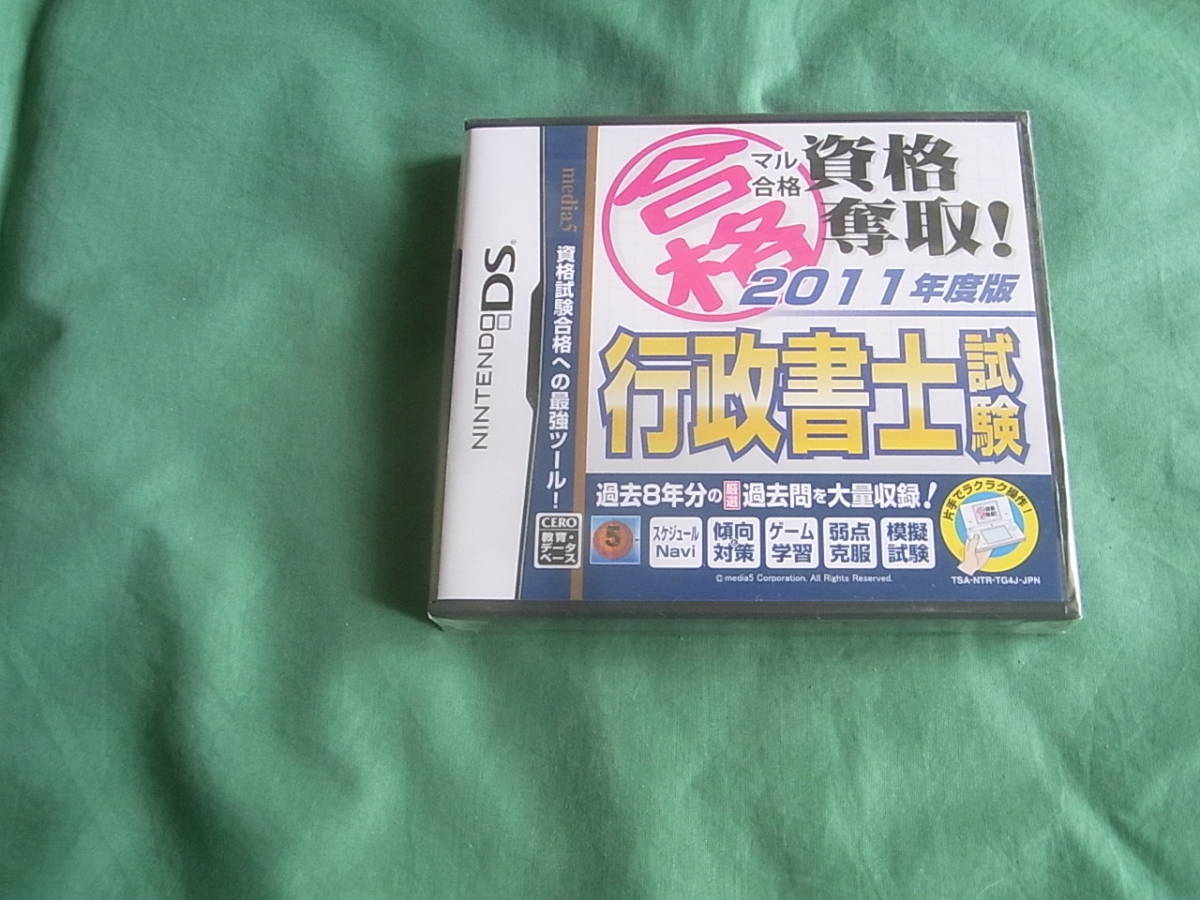 NINTENDO DS®
media5
資格試験合格への最強ツール!
CERO
教育・
データ
ベース
合格
マル
合格
資格
奪取!
2011年度版
行政書士試験
過去8年分の厳選過去問を大量収録!
5
スケジュール
Navi
傾向と
対策
ゲーム
学習
弱点
克服
模擬
試験
片手でラクラク操作!
© media5 Corporation. All Rights Reserved.
TSA-NTR-TG4J-JPN